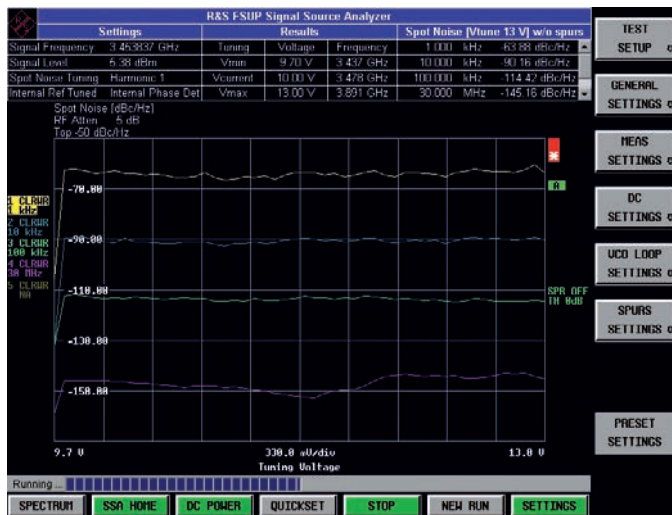 R&S FSUP Signal Source Analyzer
Settings Results Spot Noise [Vtune 13 V] w/o spurs
Signal Frequency 3.463837 GHz Tuning Voltage Frequency 1.000 kHz -63.88 dBc/Hz
Signal Level 6.38 dBm Vmin 9.70 V 3.437 GHz 10.000 kHz -90.16 dBc/Hz
Spot Noise Tuning Harmonic 1 Vcurrent 10.00 V 3.478 GHz 100.000 kHz -114.42 dBc/Hz
Internal Ref Tuned Internal Phase Det Vmax 13.00 V 3.891 GHz 30.000 MHz -145.16 dBc/Hz
Spot Noise [dBc/Hz]
RF Atten 5 dB
Top -50 dBc/Hz
A
-70.00
1 CLRWR
1 kHz
2 CLRWR
10 kHz
-90.00
3 CLRWR
100 kHz
4 CLRWR
30 MHz
5 CLRWR
NA
-110.00
SPR OFF
TH 0dB
-130.00
-150.00
9.7 V 330.0 mV/div 13.0 V
Tuning Voltage
Running ...
SPECTRUM SSA HOME DC POWER QUICKSET STOP NEW RUN SETTINGS
TEST
SETUP
GENERAL
SETTINGS
MEAS
SETTINGS
DC
SETTINGS
VCO LOOP
SETTINGS
SPURS
SETTINGS
PRESET
SETTINGS